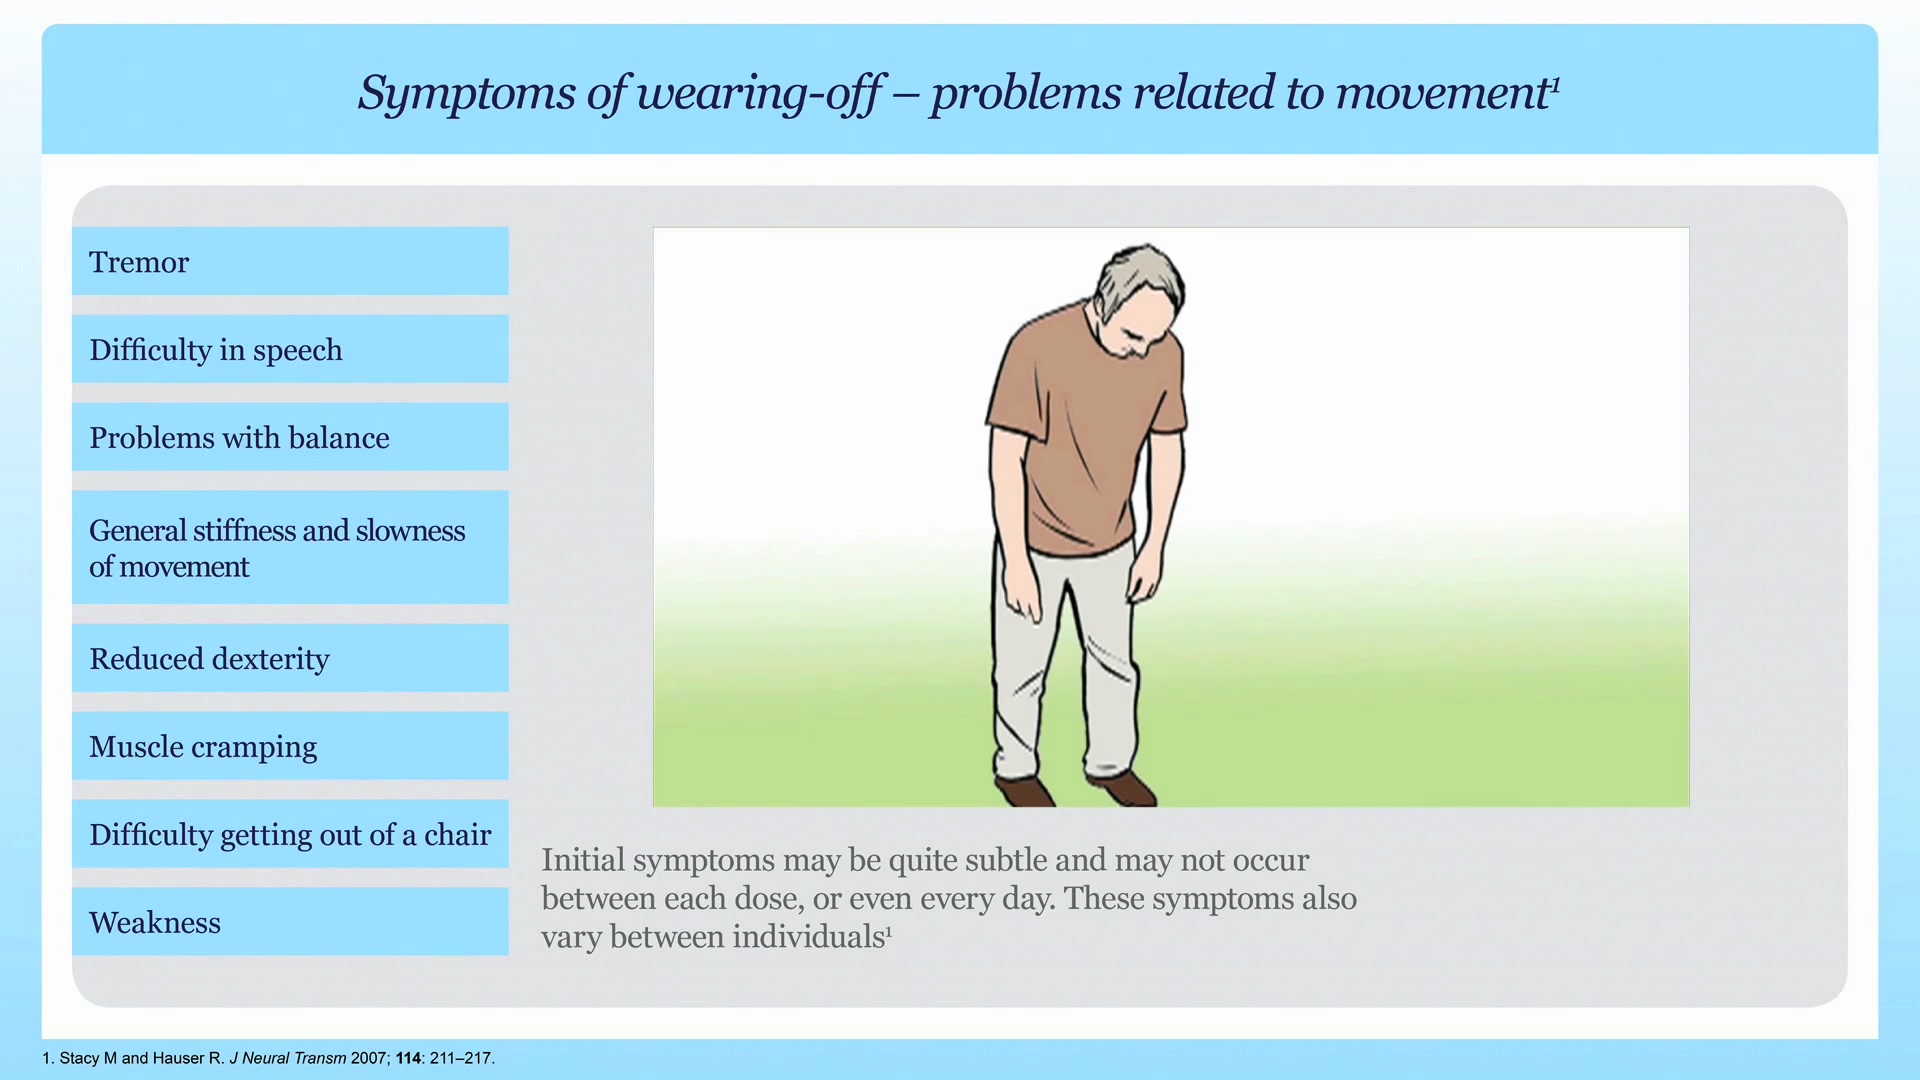 Symptoms of wearing-off – problems related to movement¹
Tremor
Difficulty in speech
Problems with balance
General stiffness and slowness
of movement
Reduced dexterity
Muscle cramping
Difficulty getting out of a chair
Weakness
Initial symptoms may be quite subtle and may not occur
between each dose, or even every day. These symptoms also
vary between individuals¹
1. Stacy M and Hauser R. J Neural Transm 2007; 114: 211–217.